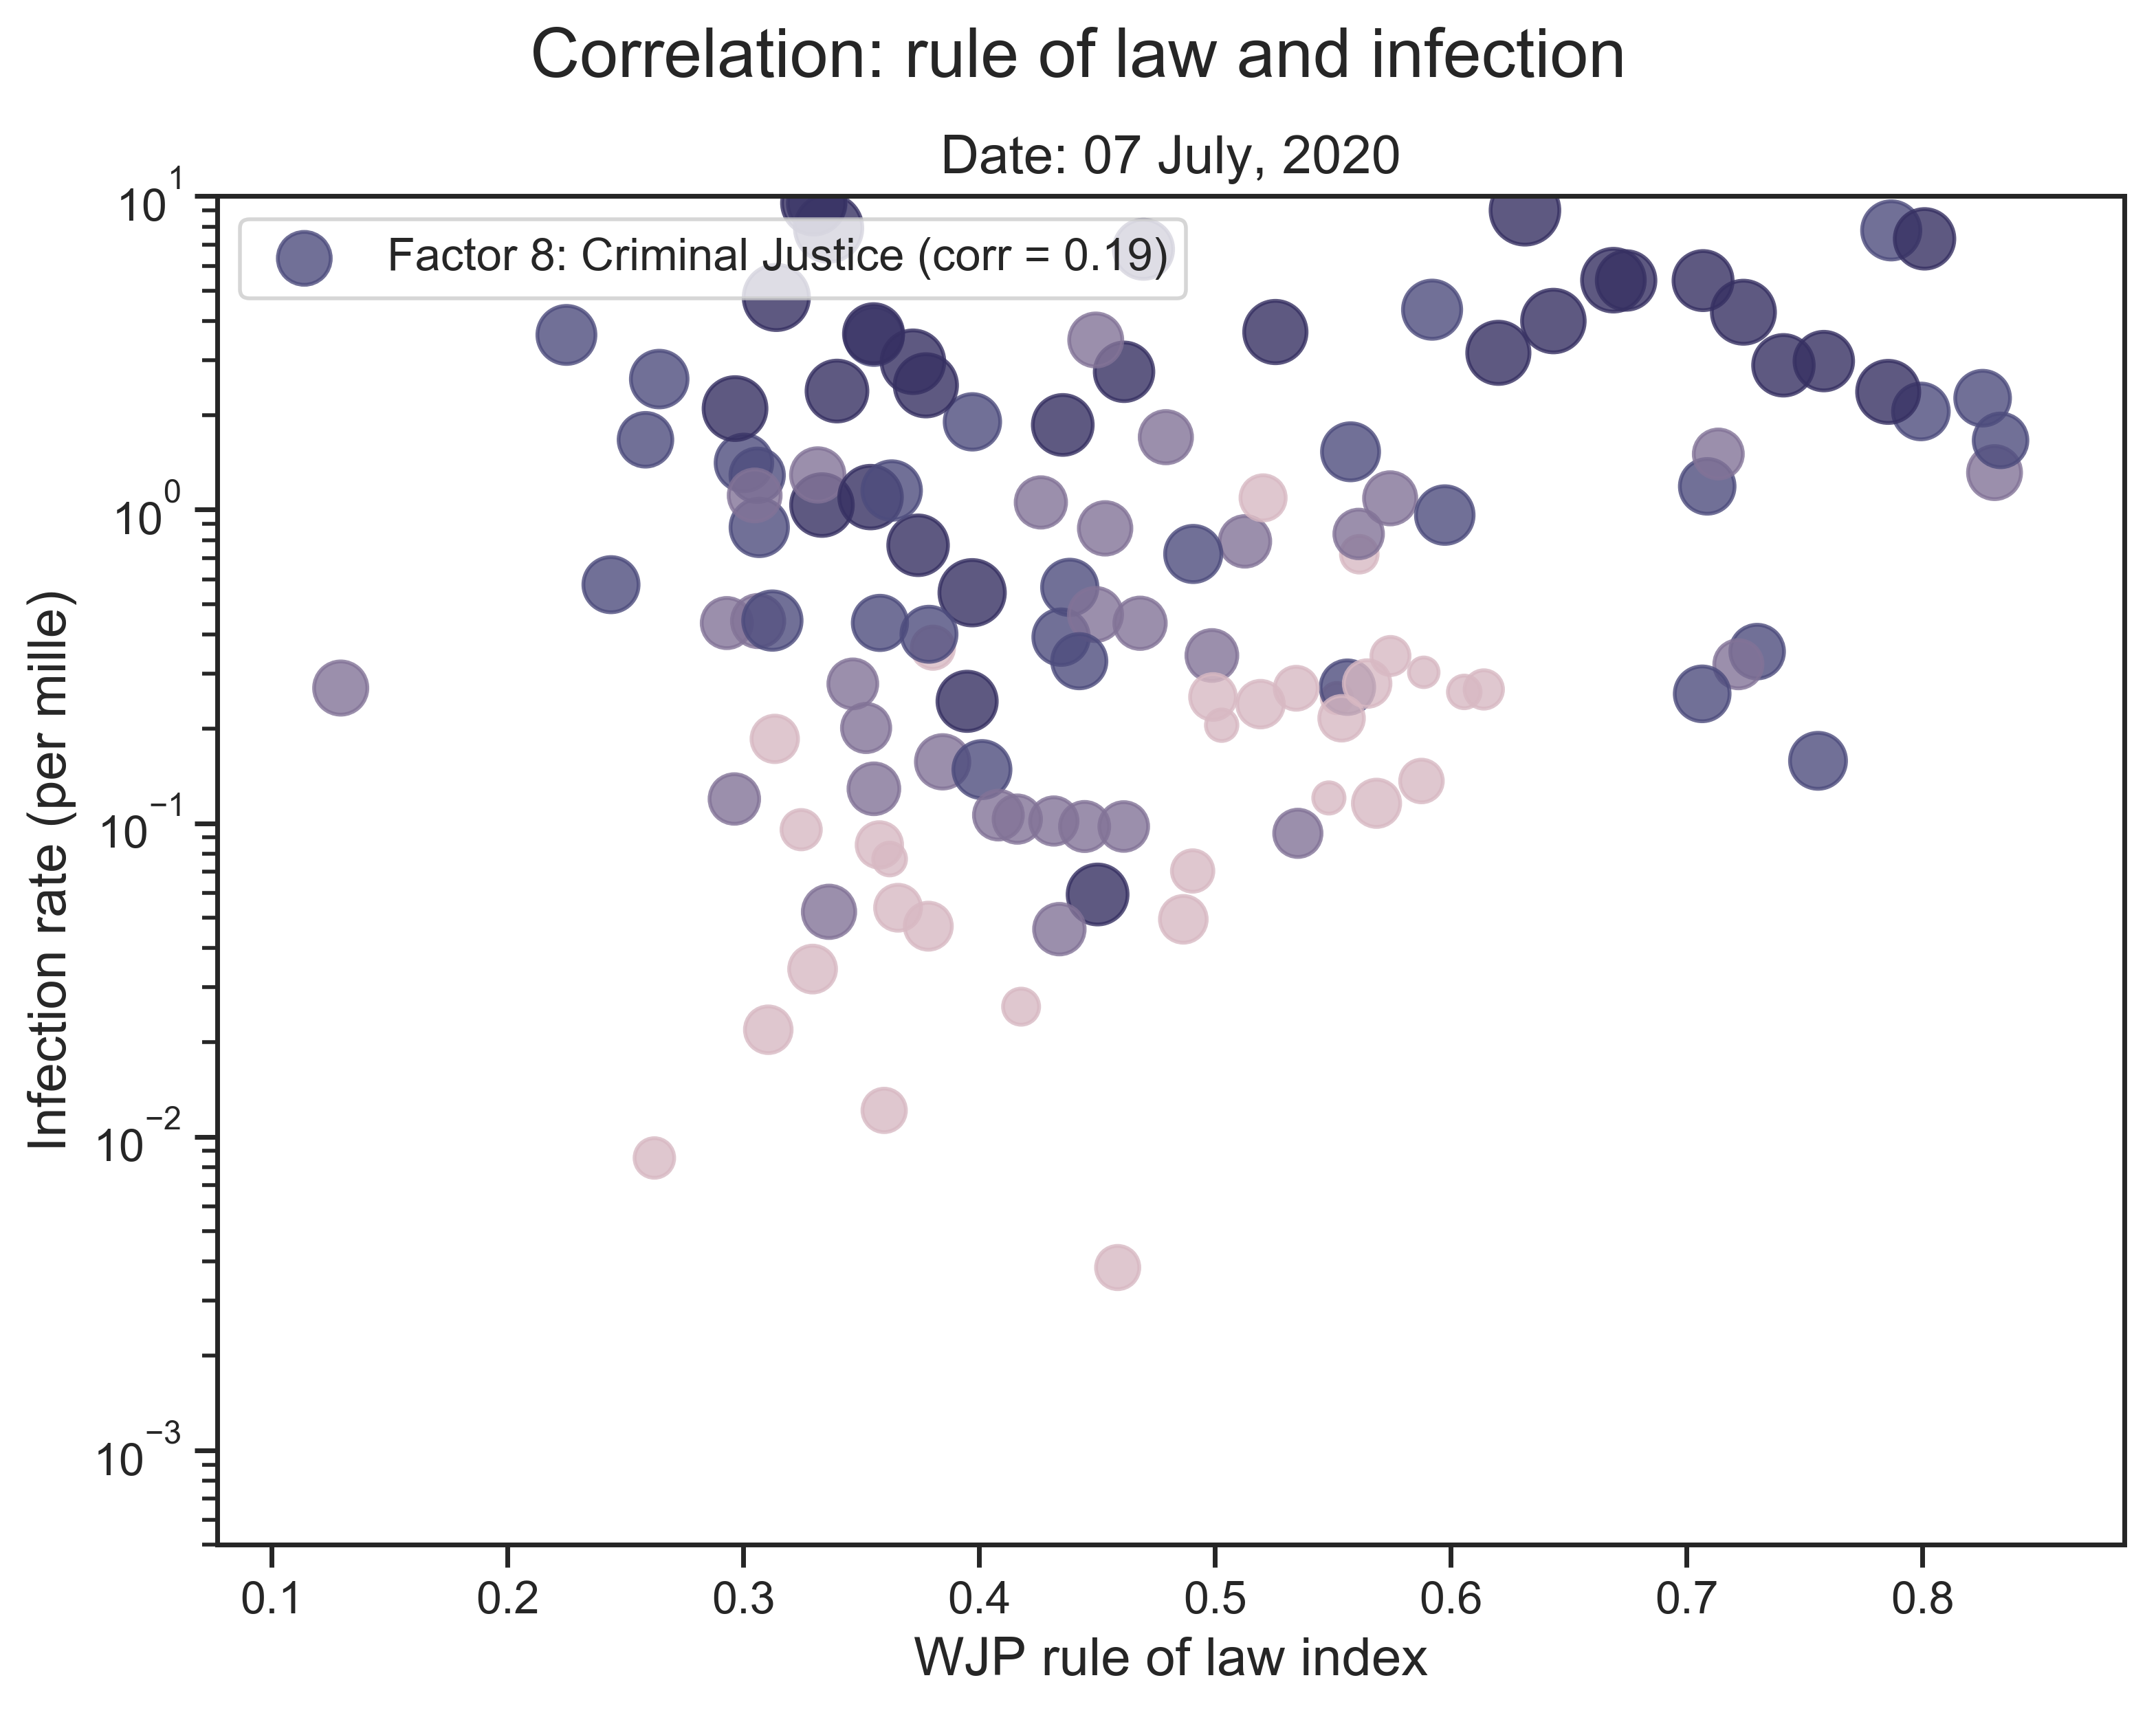 Correlation: rule of law and infection
Date: 07 July, 2020
Factor 8: Criminal Justice (corr = 0.19)
Infection rate (per mille)
10^1
10^0
10^−1
10^−2
10^−3
0.1 0.2 0.3 0.4 0.5 0.6 0.7 0.8
WJP rule of law index